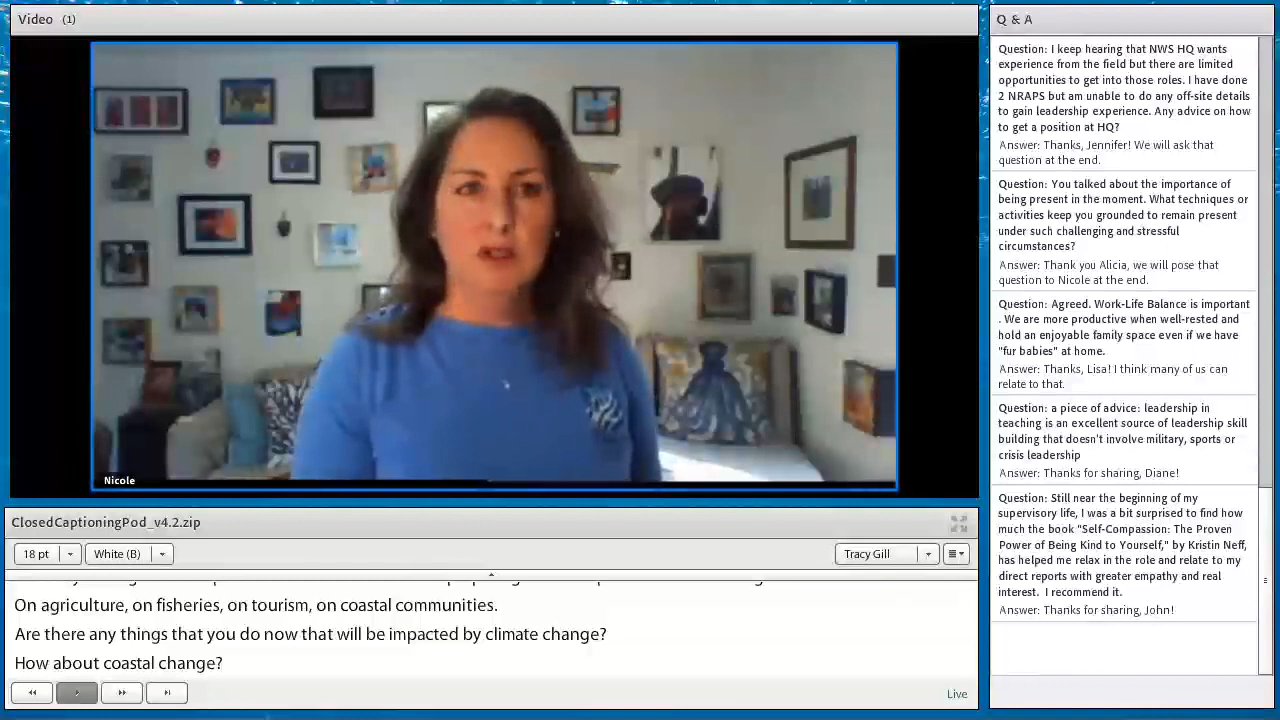 Video (1)
Nicole
ClosedCaptioningPod_v4.2.zip
18 pt
White (B)
Tracy Gill
On agriculture, on fisheries, on tourism, on coastal communities.
Are there any things that you do now that will be impacted by climate change?
How about coastal change?
Live
Q & A
Question: I keep hearing that NWS HQ wants
experience from the field but there are limited
opportunities to get into those roles. I have done
2 NRAPS but am unable to do any off-site details
to gain leadership experience. Any advice on how
to get a position at HQ?
Answer: Thanks, Jennifer! We will ask that
question at the end.
Question: You talked about the importance of
being present in the moment. What techniques or
activities keep you grounded to remain present
under such challenging and stressful
circumstances?
Answer: Thank you Alicia, we will pose that
question to Nicole at the end.
Question: Agreed. Work-Life Balance is important
. We are more productive when well-rested and
hold an enjoyable family space even if we have
"fur babies" at home.
Answer: Thanks, Lisa! I think many of us can
relate to that.
Question: a piece of advice: leadership in
teaching is an excellent source of leadership skill
building that doesn't involve military, sports or
crisis leadership
Answer: Thanks for sharing, Diane!
Question: Still near the beginning of my
supervisory life, I was a bit surprised to find how
much the book "Self-Compassion: The Proven
Power of Being Kind to Yourself," by Kristin Neff,
has helped me relax in the role and relate to my
direct reports with greater empathy and real
interest. I recommend it.
Answer: Thanks for sharing, John!